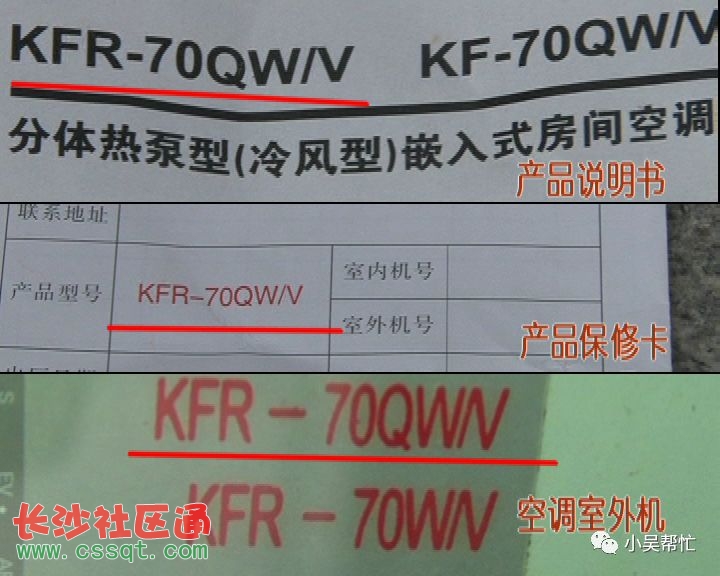 KFR-70QW/V KF-70QW/V
分体热泵型(冷风型)嵌入式房间空调
产品说明书
联系地址
产品型号 KFR-70QW/V 室内机号
室外机号
产品保修卡
KFR-70QW/V
KFR-70W/V
空调室外机
长沙社区通
www.cssqt.com
小吴帮忙